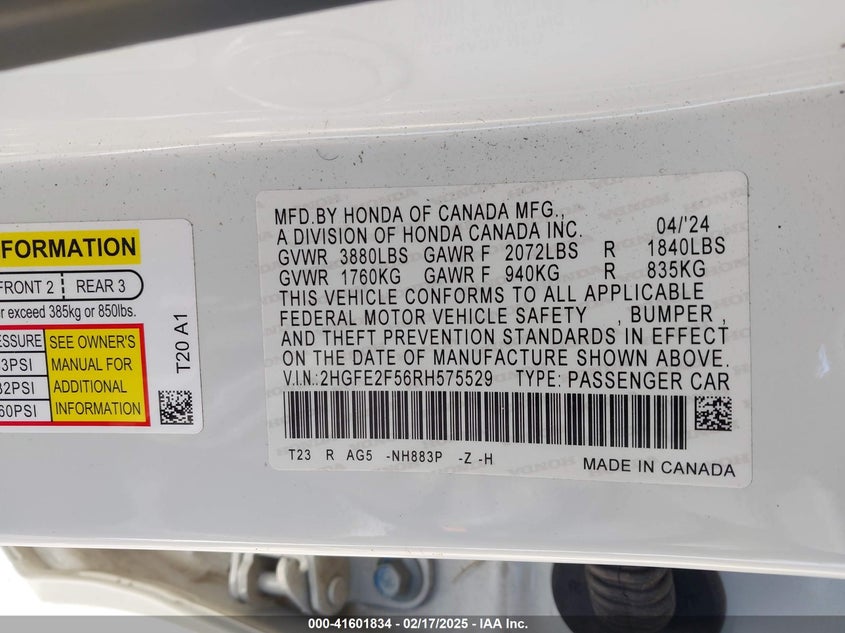 MFD.BY HONDA OF CANADA MFG.,
A DIVISION OF HONDA CANADA INC. 04/'24
GVWR 3880LBS GAWR F 2072LBS R 1840LBS
GVWR 1760KG GAWR F 940KG R 835KG
THIS VEHICLE CONFORMS TO ALL APPLICABLE
FEDERAL MOTOR VEHICLE SAFETY , BUMPER ,
AND THEFT PREVENTION STANDARDS IN EFFECT
ON THE DATE OF MANUFACTURE SHOWN ABOVE.
V.I.N.:2HGFE2F56RH575529 TYPE: PASSENGER CAR
T23 R AG5 -NH883P -Z -H
MADE IN CANADA
FORMATION
FRONT 2 REAR 3
exceed 385kg or 850lbs.
SEE OWNER'S
MANUAL FOR
ADDITIONAL
INFORMATION
3PSI
32PSI
60PSI
T20 A1
000-41601834 - 02/17/2025 - IAA Inc.